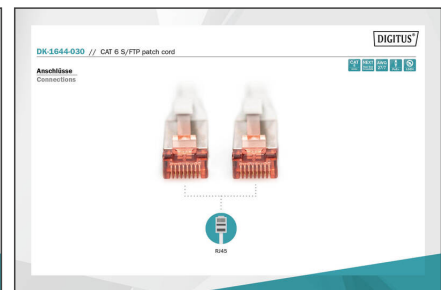 DIGITUS®
DK-1644-030 // CAT 6 S/FTP patch cord
Anschlüsse
Connections
RJ45